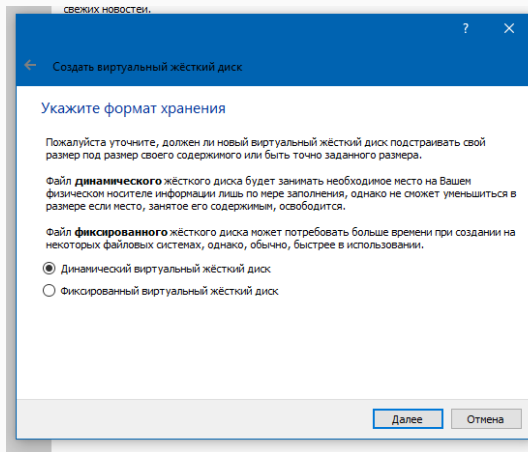 свежих новостей.
?
Создать виртуальный жёсткий диск
Укажите формат хранения
Пожалуйста уточните, должен ли новый виртуальный жёсткий диск подстраивать свой
размер под размер своего содержимого или быть точно заданного размера.
Файл динамического жёсткого диска будет занимать необходимое место на Вашем
физическом носителе информации лишь по мере заполнения, однако не сможет уменьшиться в
размере если место, занятое его содержимым, освободится.
Файл фиксированного жёсткого диска может потребовать больше времени при создании на
некоторых файловых системах, однако, обычно, быстрее в использовании.
Динамический виртуальный жёсткий диск
Фиксированный виртуальный жёсткий диск
Далее Отмена